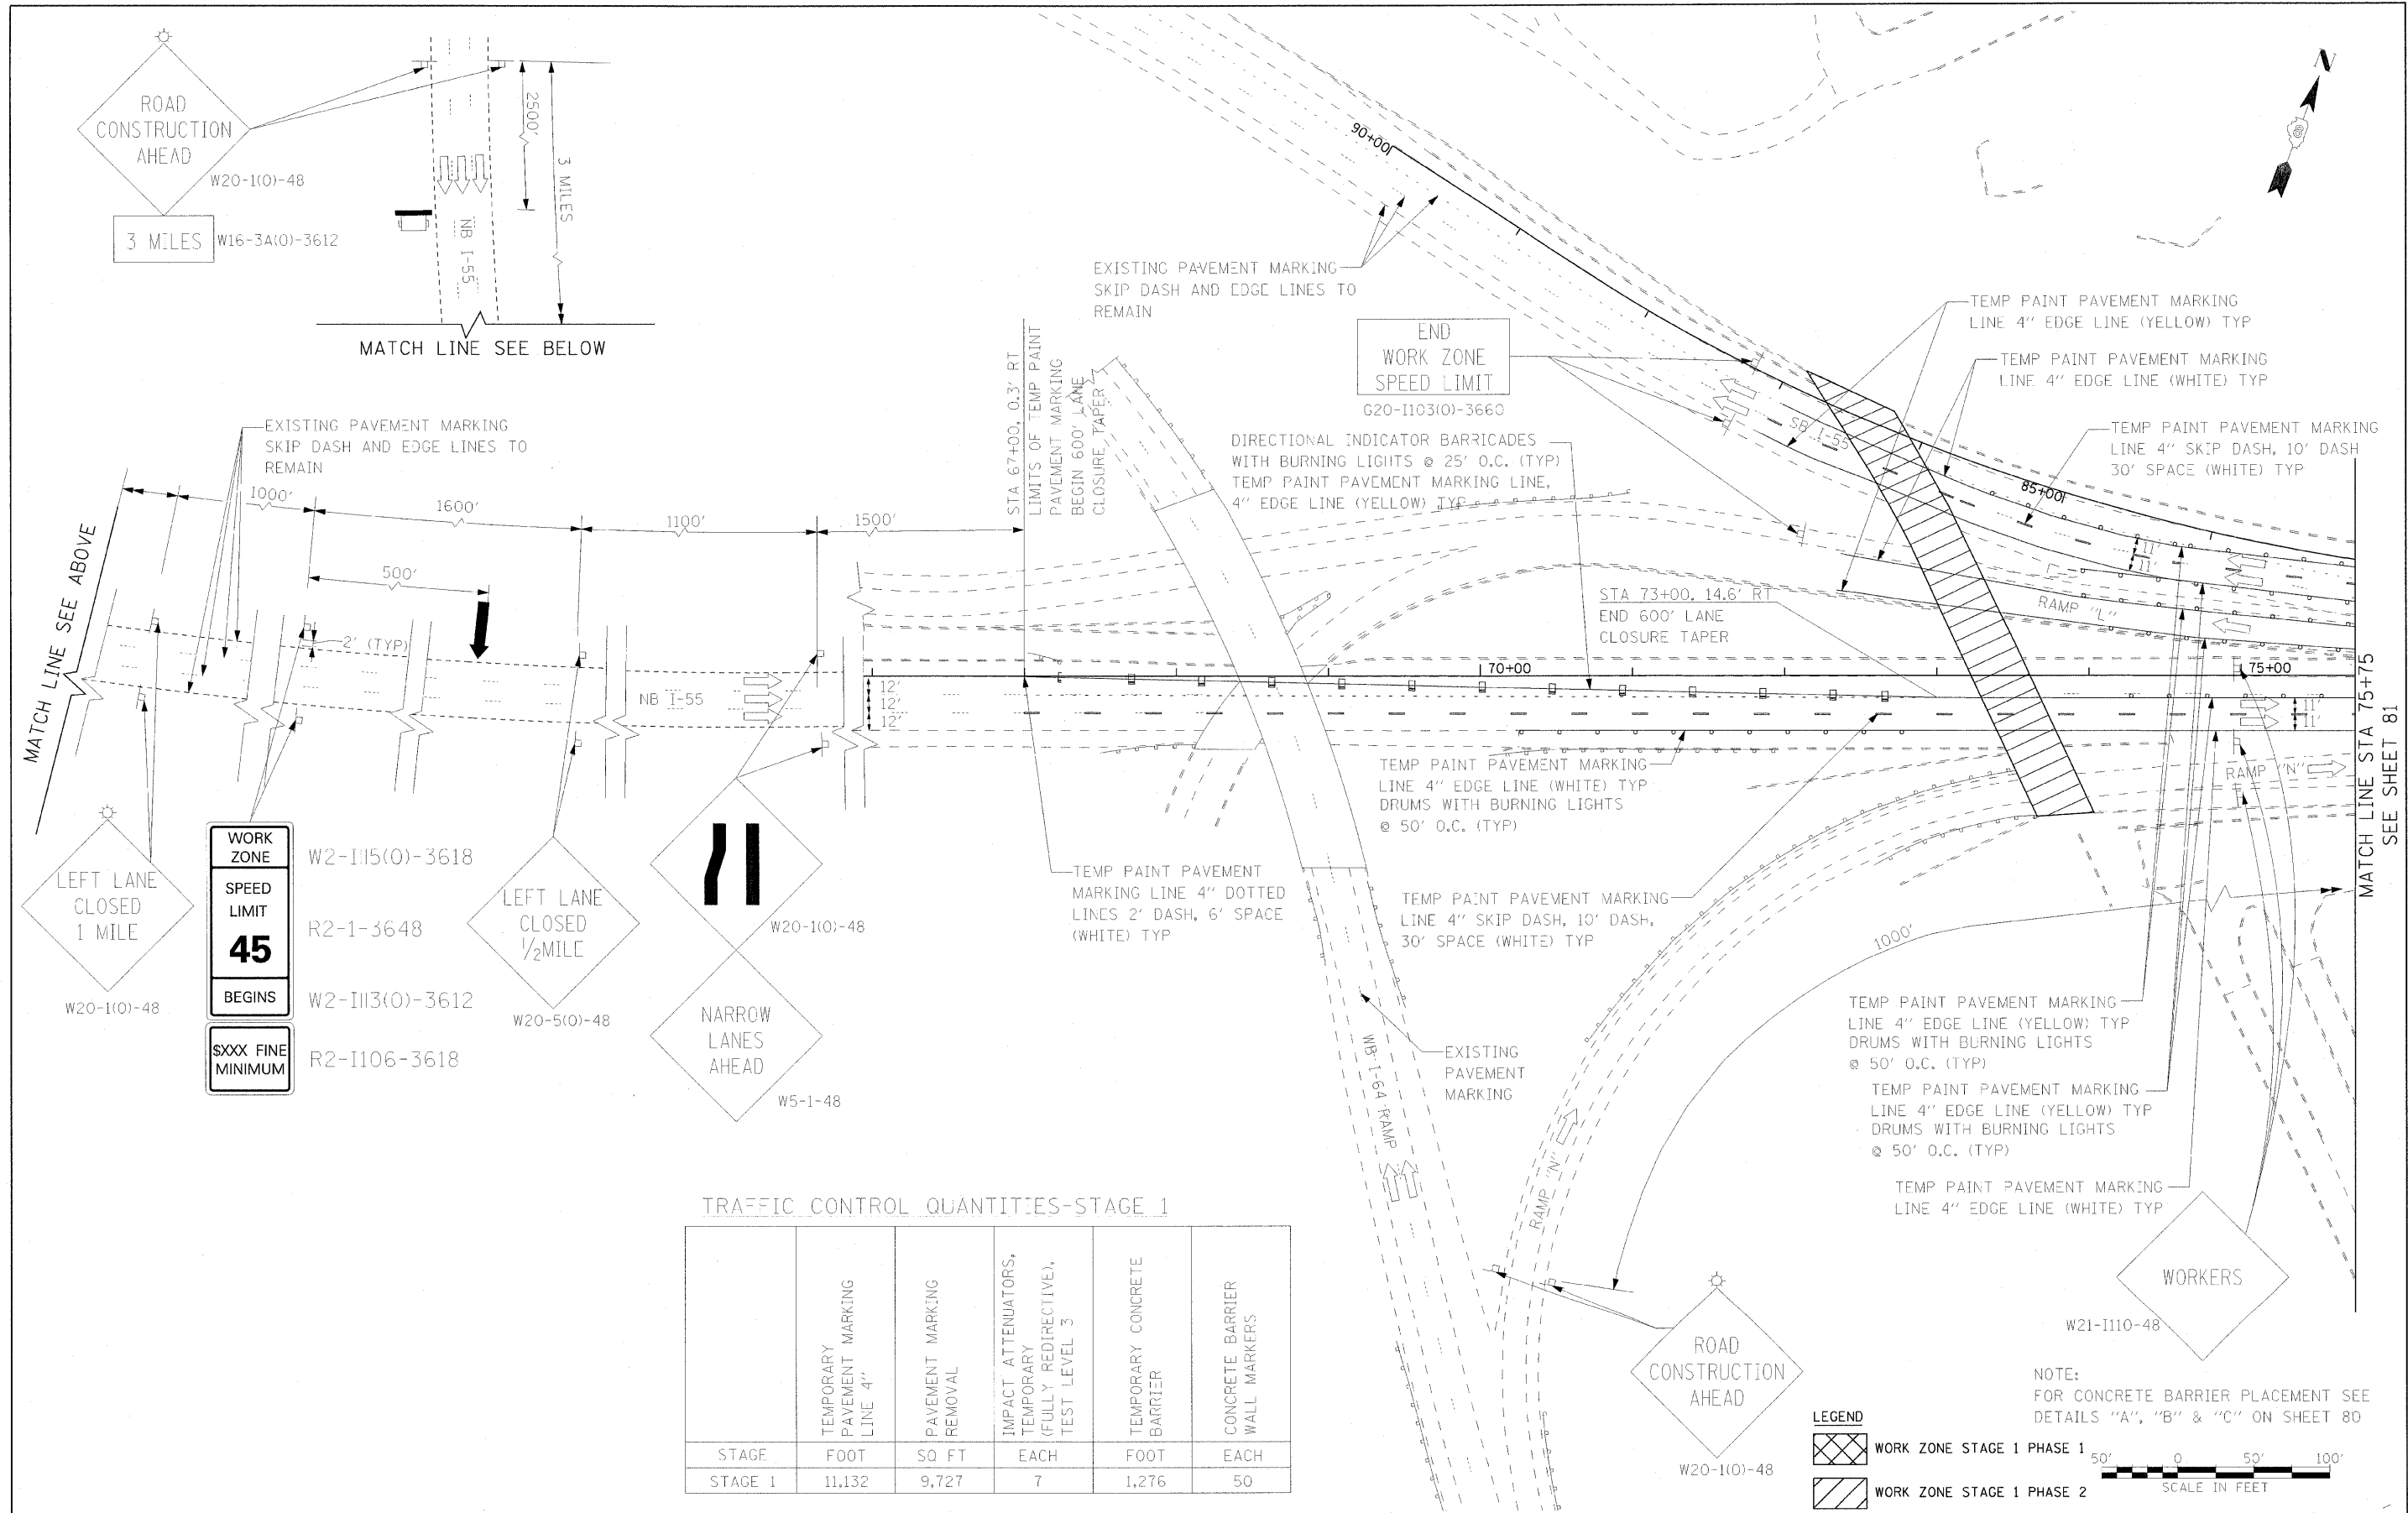 ROAD
CONSTRUCTION
AHEAD
W20-1(O)-48
3 MILES
W16-3A(O)-3612
2500'
3 MILES
NB I-55
MATCH LINE SEE BELOW
N
EXISTING PAVEMENT MARKING
SKIP DASH AND EDGE LINES TO
REMAIN
1000'
1600'
1100'
1500'
500'
2' (TYP)
MATCH LINE SEE ABOVE
NB I-55
12'
12'
12'
STA 67+00, 0.3' RT
LIMITS OF TEMP PAINT
PAVEMENT MARKING
BEGIN 600' LANE
CLOSURE TAPER
90+00
EXISTING PAVEMENT MARKING
SKIP DASH AND EDGE LINES TO
REMAIN
END
WORK ZONE
SPEED LIMIT
G20-I103(O)-3660
DIRECTIONAL INDICATOR BARRICADES
WITH BURNING LIGHTS @ 25' O.C. (TYP)
TEMP PAINT PAVEMENT MARKING LINE,
4" EDGE LINE (YELLOW) TYP
TEMP PAINT PAVEMENT MARKING
LINE 4" EDGE LINE (YELLOW) TYP
TEMP PAINT PAVEMENT MARKING
LINE 4" EDGE LINE (WHITE) TYP
TEMP PAINT PAVEMENT MARKING
LINE 4" SKIP DASH, 10' DASH
30' SPACE (WHITE) TYP
SB I-55
85+00
11'
11'
STA 73+00, 14.6' RT
END 600' LANE
CLOSURE TAPER
RAMP "L"
70+00
75+00
11'
11'
RAMP "N"
MATCH LINE STA 75+75
SEE SHEET 81
LEFT LANE
CLOSED
1 MILE
W20-1(O)-48
WORK
ZONE
SPEED
LIMIT
45
BEGINS
$XXX FINE
MINIMUM
W2-I115(O)-3618
R2-1-3648
W2-I113(O)-3612
R2-I106-3618
LEFT LANE
CLOSED
1/2MILE
W20-5(O)-48
W20-1(O)-48
NARROW
LANES
AHEAD
W5-1-48
TEMP PAINT PAVEMENT
MARKING LINE 4" DOTTED
LINES 2' DASH, 6' SPACE
(WHITE) TYP
TEMP PAINT PAVEMENT MARKING
LINE 4" EDGE LINE (WHITE) TYP
DRUMS WITH BURNING LIGHTS
@ 50' O.C. (TYP)
TEMP PAINT PAVEMENT MARKING
LINE 4" SKIP DASH, 10' DASH,
30' SPACE (WHITE) TYP
1000'
EXISTING
PAVEMENT
MARKING
WB I-64 RAMP
RAMP "N"
TEMP PAINT PAVEMENT MARKING
LINE 4" EDGE LINE (YELLOW) TYP
DRUMS WITH BURNING LIGHTS
@ 50' O.C. (TYP)
TEMP PAINT PAVEMENT MARKING
LINE 4" EDGE LINE (YELLOW) TYP
DRUMS WITH BURNING LIGHTS
@ 50' O.C. (TYP)
TEMP PAINT PAVEMENT MARKING
LINE 4" EDGE LINE (WHITE) TYP
WORKERS
W21-I110-48
ROAD
CONSTRUCTION
AHEAD
W20-1(O)-48
TRAFFIC CONTROL QUANTITIES-STAGE 1
TEMPORARY
PAVEMENT MARKING
LINE 4"
PAVEMENT MARKING
REMOVAL
IMPACT ATTENUATORS,
TEMPORARY
(FULLY REDIRECTIVE),
TEST LEVEL 3
TEMPORARY CONCRETE
BARRIER
CONCRETE BARRIER
WALL MARKERS
STAGE FOOT SQ FT EACH FOOT EACH
STAGE 1 11,132 9,727 7 1,276 50
NOTE:
FOR CONCRETE BARRIER PLACEMENT SEE
DETAILS "A", "B" & "C" ON SHEET 80
LEGEND
WORK ZONE STAGE 1 PHASE 1
WORK ZONE STAGE 1 PHASE 2
50' 0 50' 100'
SCALE IN FEET